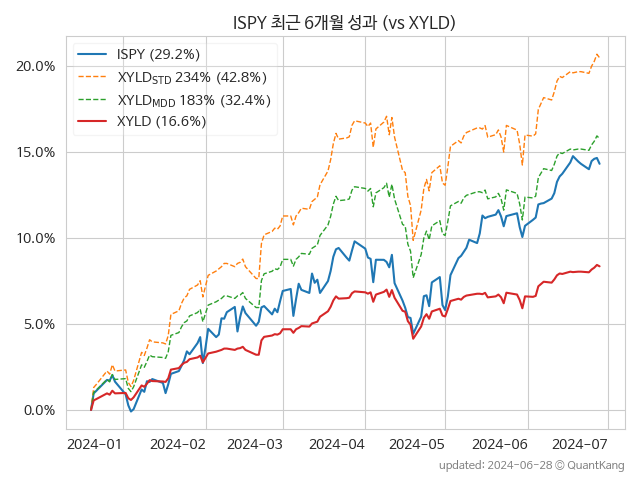 ISPY 최근 6개월 성과 (vs XYLD)
ISPY (29.2%)
XYLD_STD 234% (42.8%)
XYLD_MDD 183% (32.4%)
XYLD (16.6%)
20.0%
15.0%
10.0%
5.0%
0.0%
2024-01 2024-02 2024-03 2024-04 2024-05 2024-06 2024-07
updated: 2024-06-28 © QuantKang